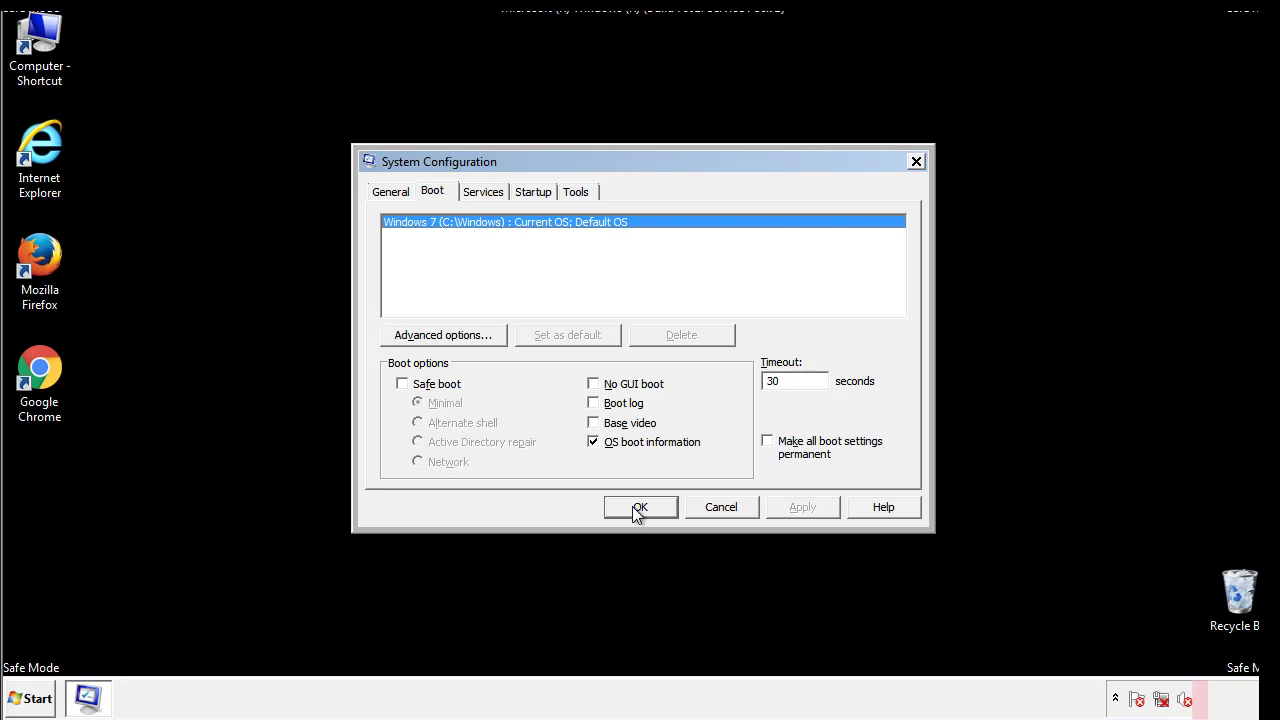 Computer -
Shortcut
Internet
Explorer
Mozilla
Firefox
Google
Chrome
System Configuration
General
Boot
Services
Startup
Tools
Windows 7 (C:\Windows) : Current OS; Default OS
Advanced options...
Set as default
Delete
Boot options
Safe boot
Minimal
Alternate shell
Active Directory repair
Network
No GUI boot
Boot log
Base video
OS boot information
Timeout:
30 seconds
Make all boot settings
permanent
OK
Cancel
Apply
Help
Recycle B
Safe Mode
Safe M
Start